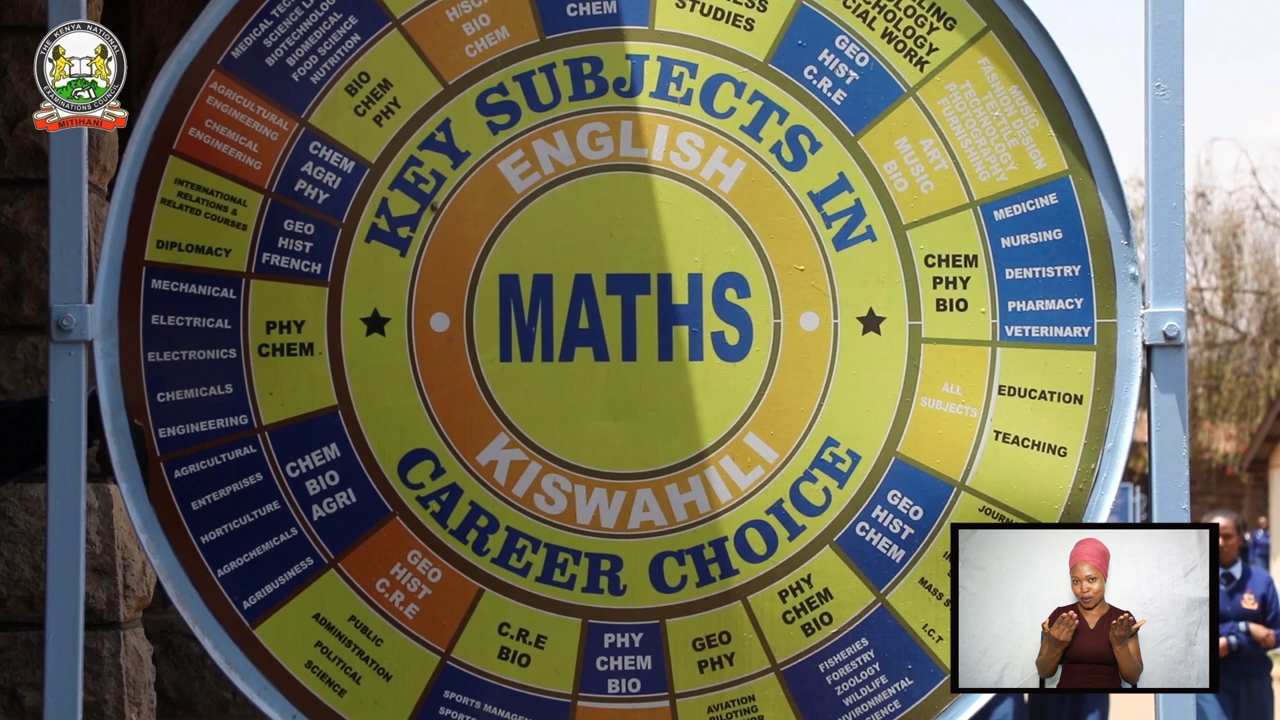 THE KENYA NATIONAL
EXAMINATIONS COUNCIL
MITIHANI
KEY SUBJECTS IN
CAREER CHOICE
ENGLISH
KISWAHILI
MATHS
CHEM
STUDIES
GEO
HIST
C.R.E
SOCIAL WORK
ART
MUSIC
BIO
MUSIC
FASHION DESIGN
TEXTILE
TECHNOLOGY
PHOTOGRAPHY
FURNISHING
CHEM
PHY
BIO
MEDICINE
NURSING
DENTISTRY
PHARMACY
VETERINARY
ALL
SUBJECTS
EDUCATION
TEACHING
GEO
HIST
CHEM
I.C.T
PHY
CHEM
BIO
FISHERIES
FORESTRY
ZOOLOGY
WILDLIFE
GEO
PHY
AVIATION
PILOTING
PHY
CHEM
BIO
C.R.E
BIO
SPORTS
GEO
HIST
C.R.E
PUBLIC
ADMINISTRATION
POLITICAL
SCIENCE
CHEM
BIO
AGRI
AGRICULTURAL
ENTERPRISES
HORTICULTURE
AGROCHEMICALS
AGRIBUSINESS
PHY
CHEM
MECHANICAL
ELECTRICAL
ELECTRONICS
CHEMICALS
ENGINEERING
GEO
HIST
FRENCH
INTERNATIONAL
RELATIONS &
RELATED COURSES
DIPLOMACY
CHEM
AGRI
PHY
AGRICULTURAL
ENGINEERING
CHEMICAL
ENGINEERING
BIO
CHEM
PHY
MEDICAL
SCIENCE
BIOTECHNOLOGY
BIOMEDICAL
FOOD SCIENCE
NUTRITION
H/SC
BIO
CHEM